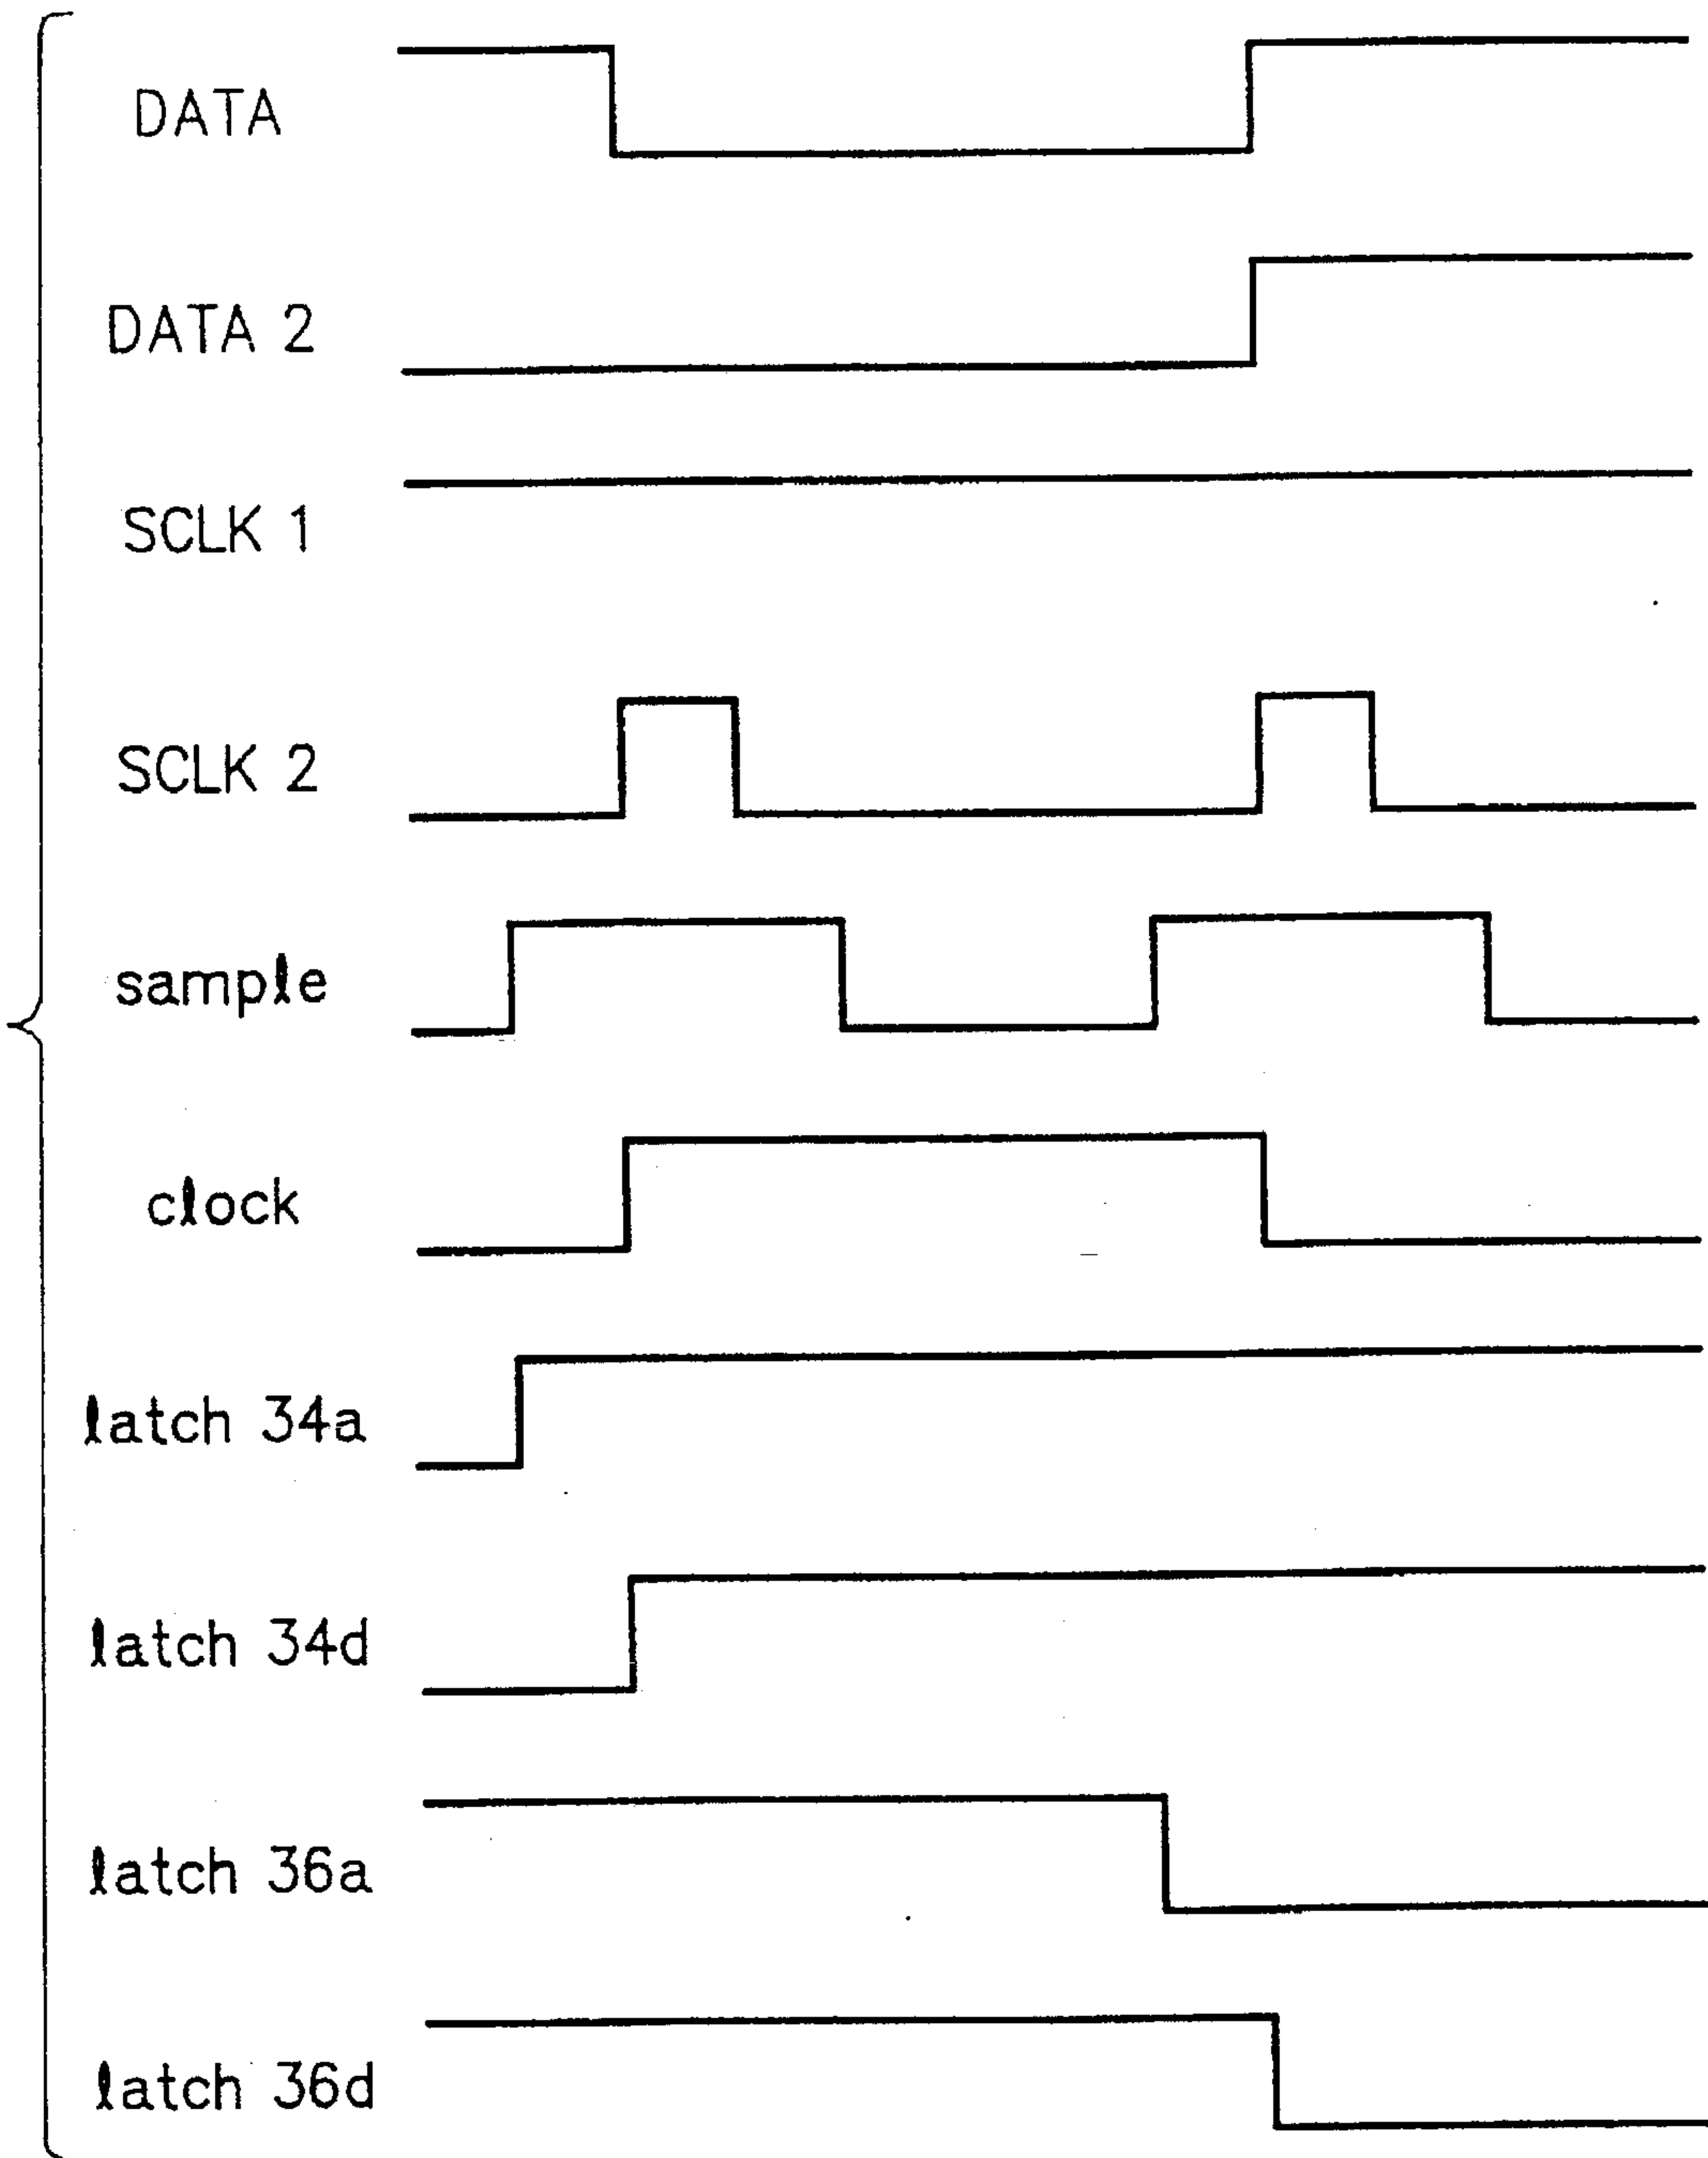 DATA
DATA 2
SCLK 1
SCLK 2
sample
clock
latch 34a
latch 34d
latch 36a
latch 36d